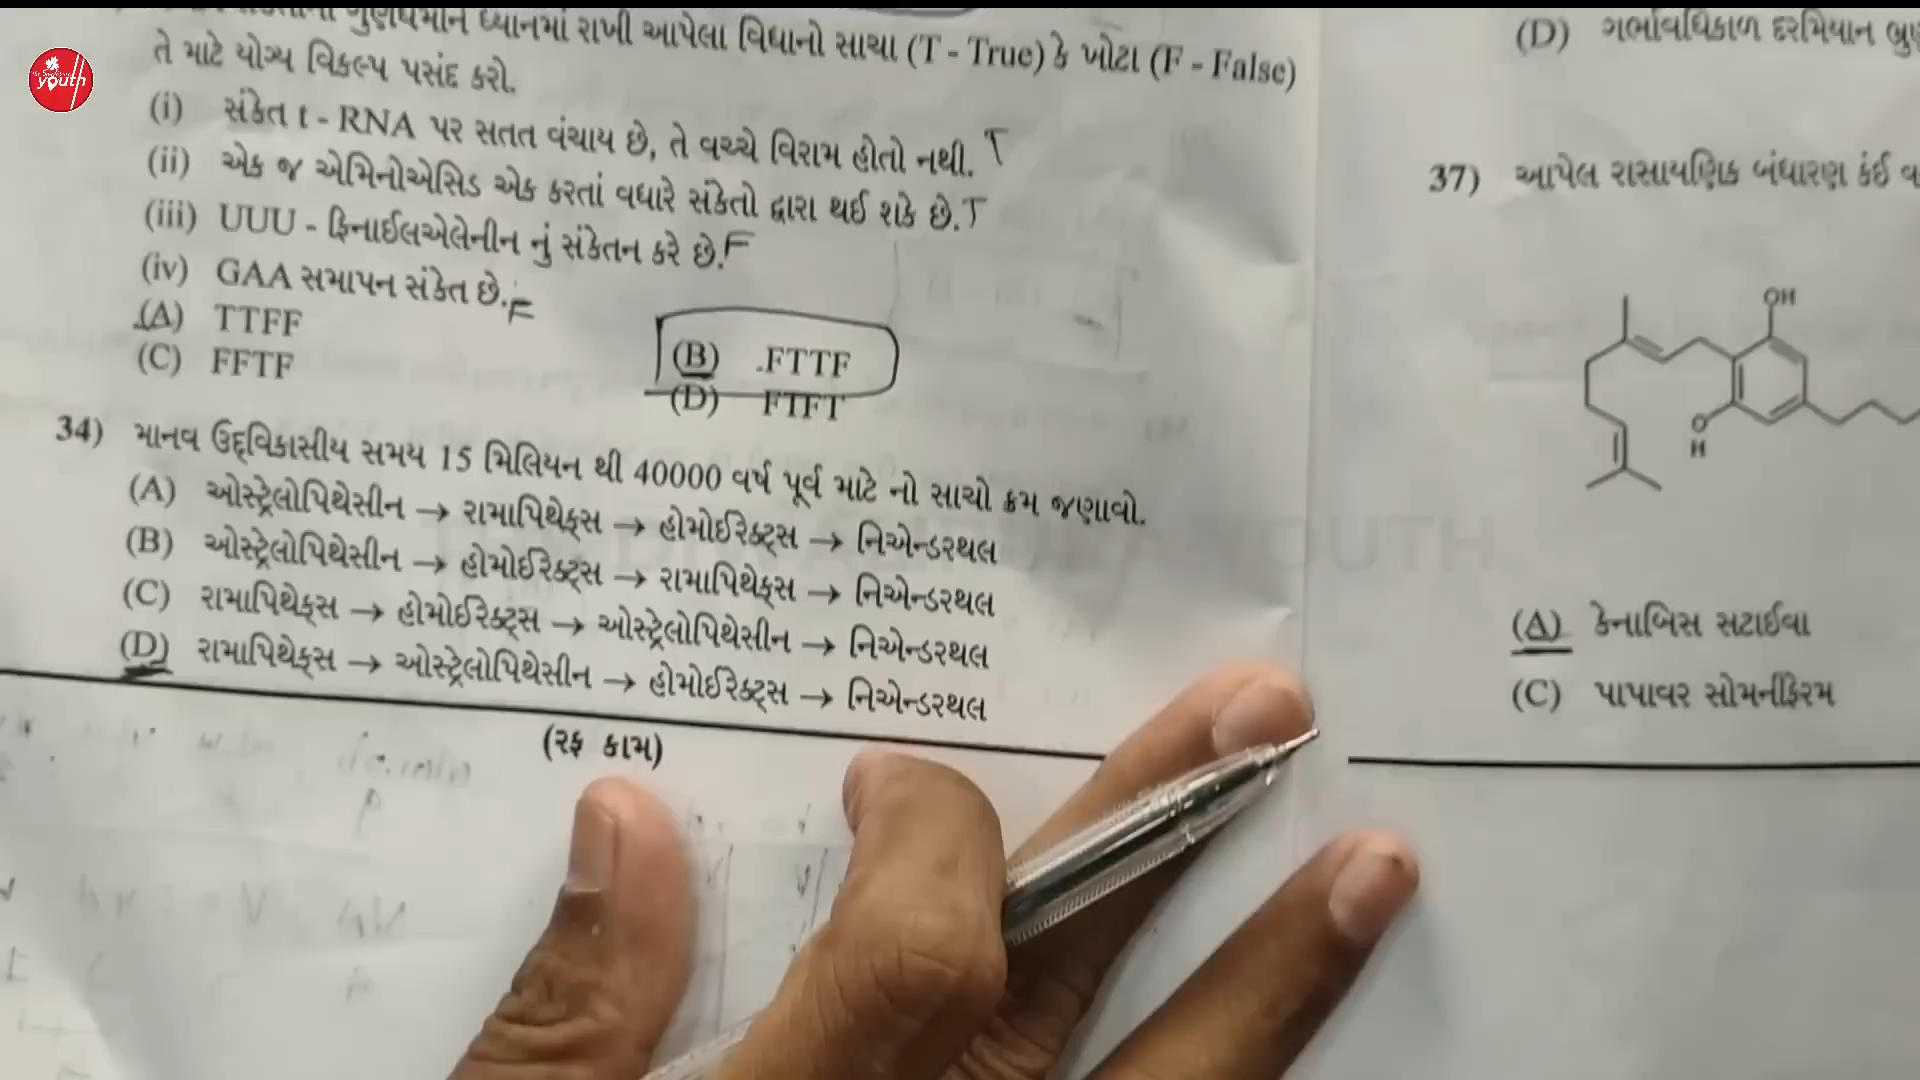 ગુણધર્માને ધ્યાનમાં રાખી આપેલા વિધાનો સાચા (T - True) કે ખોટા (F - False)
તે માટે યોગ્ય વિકલ્પ પસંદ કરો.
(i) સંકેત t - RNA પર સતત વંચાય છે, તે વચ્ચે વિરામ હોતો નથી. T
(ii) એક જ એમિનોએસિડ એક કરતાં વધારે સંકેતો દ્વારા થઈ શકે છે. T
(iii) UUU - ફિનાઈલએલેનીન નું સંકેતન કરે છે. F
(iv) GAA સમાપન સંકેત છે. F
(A) TTFF
(B) FTTF
(C) FFTF
(D) FTFT
34) માનવ ઉદ્દવિકાસીય સમય 15 મિલિયન થી 40000 વર્ષ પૂર્વ માટે નો સાચો ક્રમ જણાવો.
(A) ઓસ્ટ્રેલોપિથેસીન → રામાપિથેક્સ → હોમોઈરેક્ટ્સ → નિએન્ડરથલ
(B) ઓસ્ટ્રેલોપિથેસીન → હોમોઈરેક્ટ્સ → રામાપિથેક્સ → નિએન્ડરથલ
(C) રામાપિથેક્સ → હોમોઈરેક્ટ્સ → ઓસ્ટ્રેલોપિથેસીન → નિએન્ડરથલ
(D) રામાપિથેક્સ → ઓસ્ટ્રેલોપિથેસીન → હોમોઈરેક્ટ્સ → નિએન્ડરથલ
(રફ કામ)
(D) ગર્ભાવધિકાળ દરમિયાન
37) આપેલ રાસાયણિક બંધારણ કંઈ
OH
O
H
(A) કેનાબિસ સટાઈવા
(C) પાપાવર સોમનીફેરમ
youth